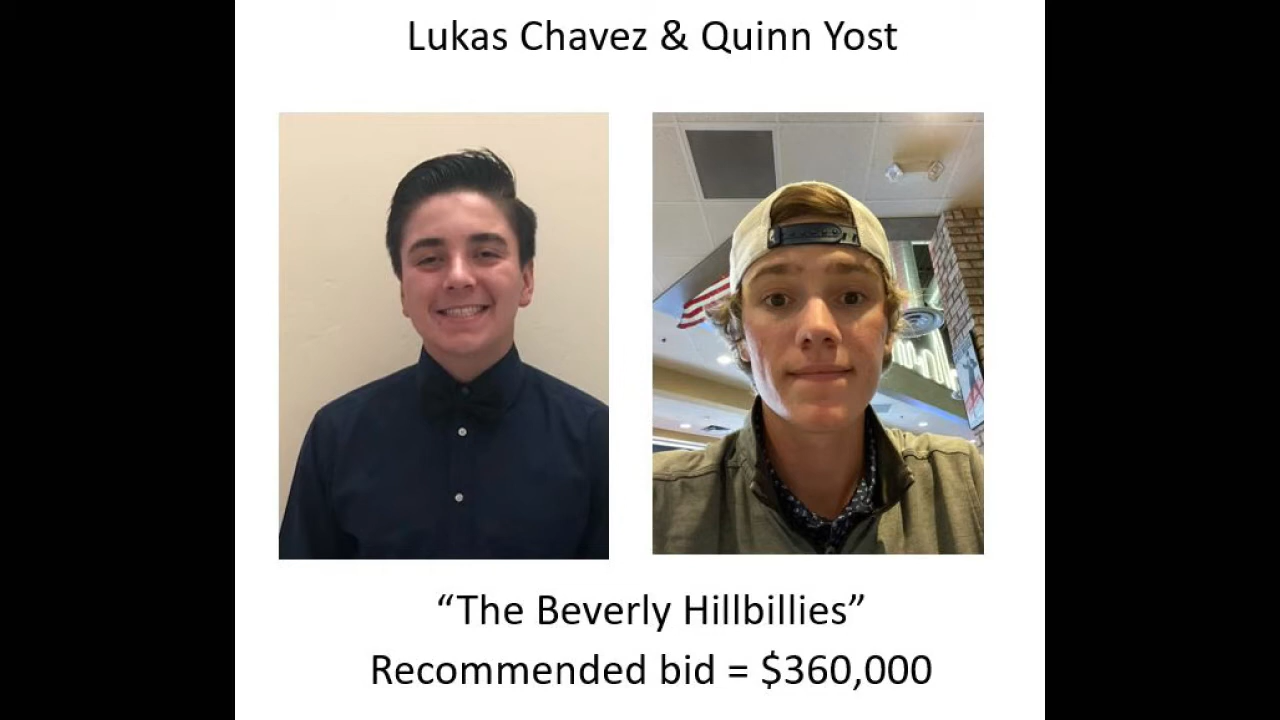 Lukas Chavez & Quinn Yost
“The Beverly Hillbillies”
Recommended bid = $360,000